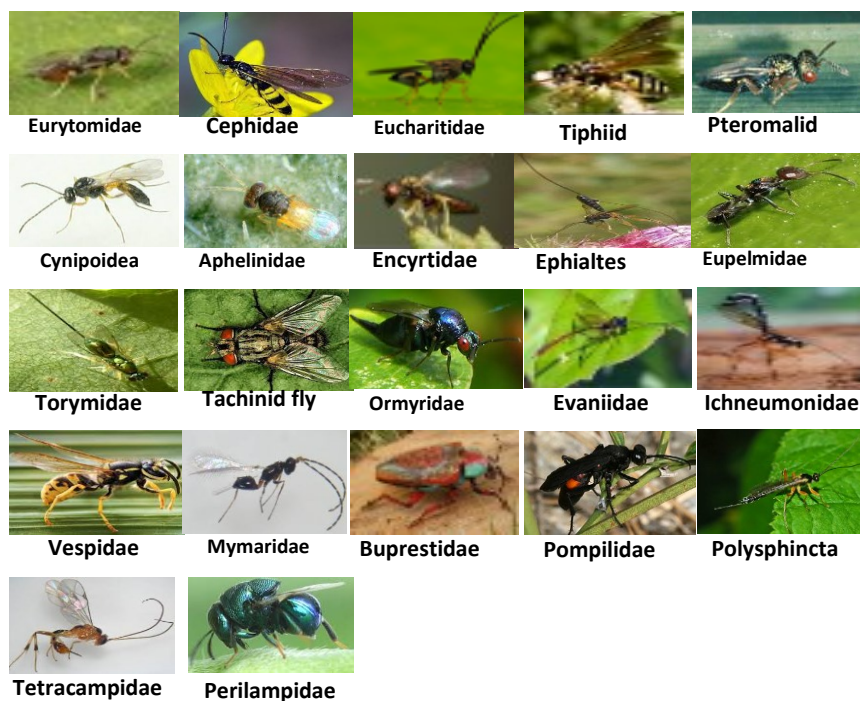 Eurytomidae
Cephidae
Eucharitidae
Tiphiid
Pteromalid
Cynipoidea
Aphelinidae
Encyrtidae
Ephialtes
Eupelmidae
Torymidae
Tachinid fly
Ormyridae
Evaniidae
Ichneumonidae
Vespidae
Mymaridae
Buprestidae
Pompilidae
Polysphincta
Tetracampidae
Perilampidae